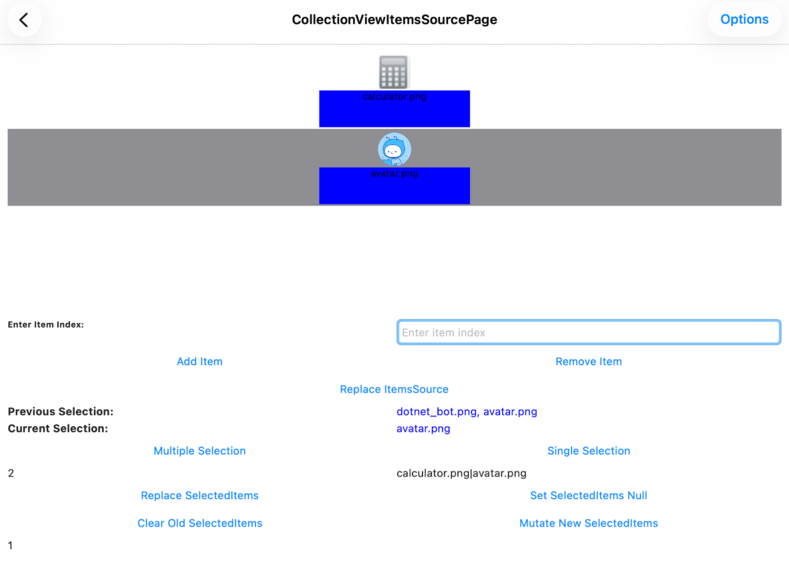 CollectionViewItemsSourcePage
Options
calculator.png
avatar.png
Enter Item Index:
Enter item index
Add Item
Remove Item
Replace ItemsSource
Previous Selection:
dotnet_bot.png, avatar.png
Current Selection:
avatar.png
Multiple Selection
Single Selection
2
calculator.png|avatar.png
Replace SelectedItems
Set SelectedItems Null
Clear Old SelectedItems
Mutate New SelectedItems
1